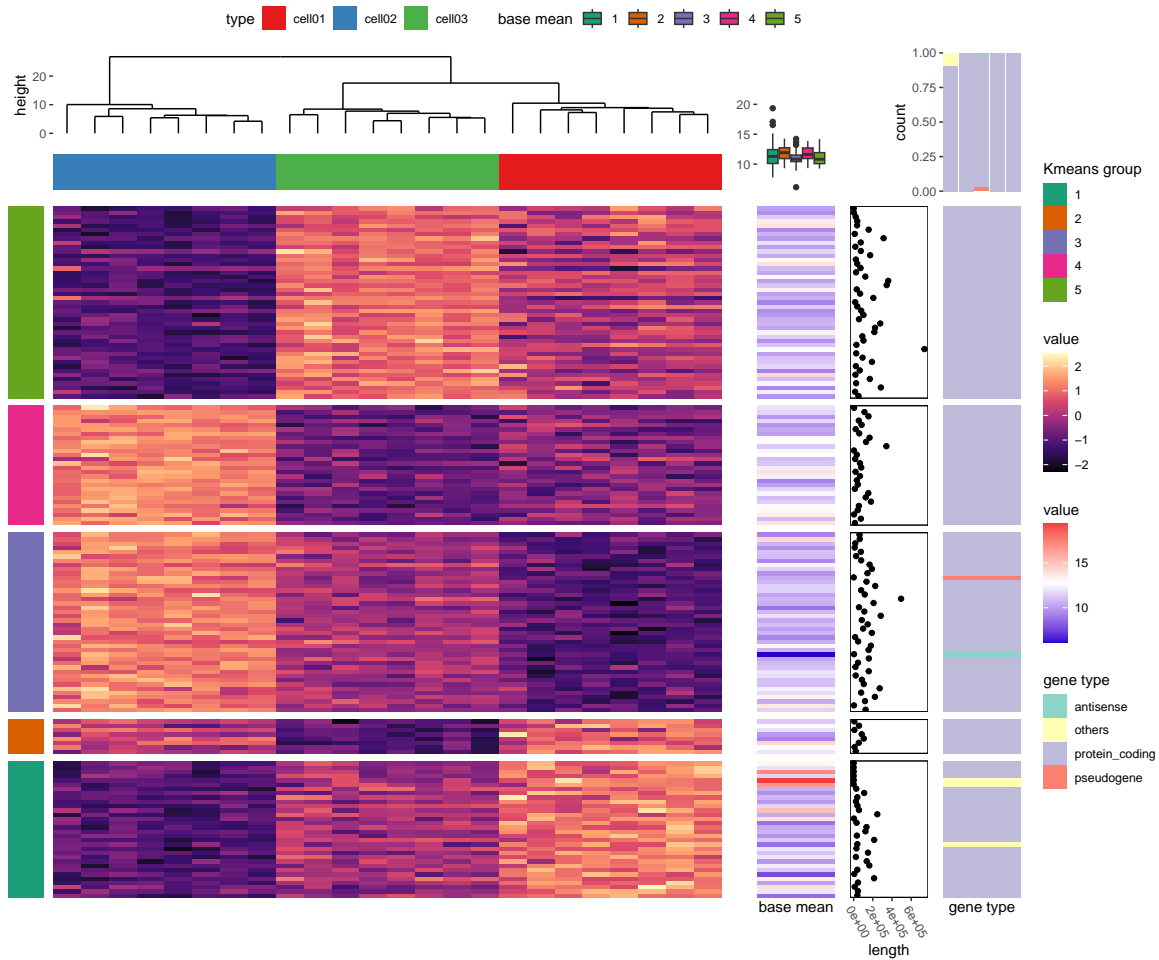 type cell01 cell02 cell03 base mean 1 2 3 4 5
height
20
10
0
20
15
10
count
1.00
0.75
0.50
0.25
0.00
Kmeans group
1
2
3
4
5
value
2
1
0
−1
−2
value
15
10
gene type
antisense
others
protein_coding
pseudogene
base mean
0e+00
2e+05
4e+05
6e+05
length
gene type